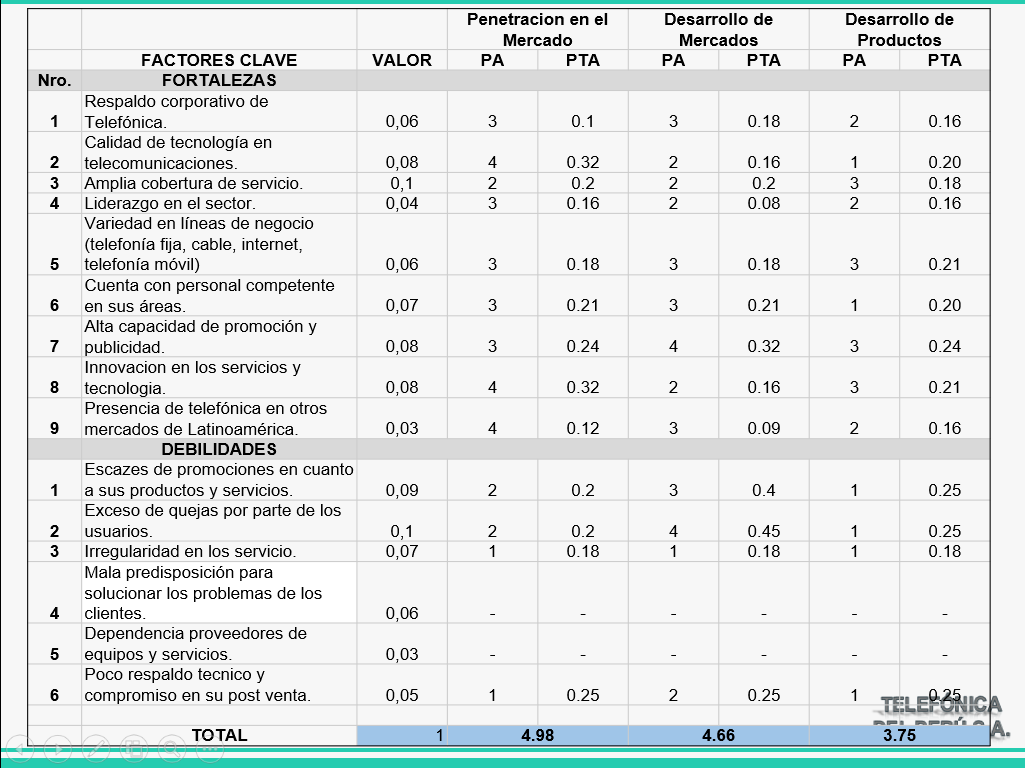 Penetracion en el Mercado Desarrollo de Mercados Desarrollo de Productos
FACTORES CLAVE VALOR PA PTA PA PTA PA PTA
Nro. FORTALEZAS
Respaldo corporativo de
1 Telefónica. 0,06 3 0.1 3 0.18 2 0.16
Calidad de tecnología en
2 telecomunicaciones. 0,08 4 0.32 2 0.16 1 0.20
3 Amplia cobertura de servicio. 0,1 2 0.2 2 0.2 3 0.18
4 Liderazgo en el sector. 0,04 3 0.16 2 0.08 2 0.16
Variedad en líneas de negocio
(telefonía fija, cable, internet,
5 telefonía móvil) 0,06 3 0.18 3 0.18 3 0.21
Cuenta con personal competente
6 en sus áreas. 0,07 3 0.21 3 0.21 1 0.20
Alta capacidad de promoción y
7 publicidad. 0,08 3 0.24 4 0.32 3 0.24
Innovacion en los servicios y
8 tecnologia. 0,08 4 0.32 2 0.16 3 0.21
Presencia de telefónica en otros
9 mercados de Latinoamérica. 0,03 4 0.12 3 0.09 2 0.16
DEBILIDADES
Escazes de promociones en cuanto
1 a sus productos y servicios. 0,09 2 0.2 3 0.4 1 0.25
Exceso de quejas por parte de los
2 usuarios. 0,1 2 0.2 4 0.45 1 0.25
3 Irregularidad en los servicio. 0,07 1 0.18 1 0.18 1 0.18
Mala predisposición para
solucionar los problemas de los
4 clientes. 0,06 - - - - - -
Dependencia proveedores de
5 equipos y servicios. 0,03 - - - - - -
Poco respaldo tecnico y
6 compromiso en su post venta. 0,05 1 0.25 2 0.25 1 0.25
TELEFÓNICA
DEL PERÚ S.A.
TOTAL 1 4.98 4.66 3.75